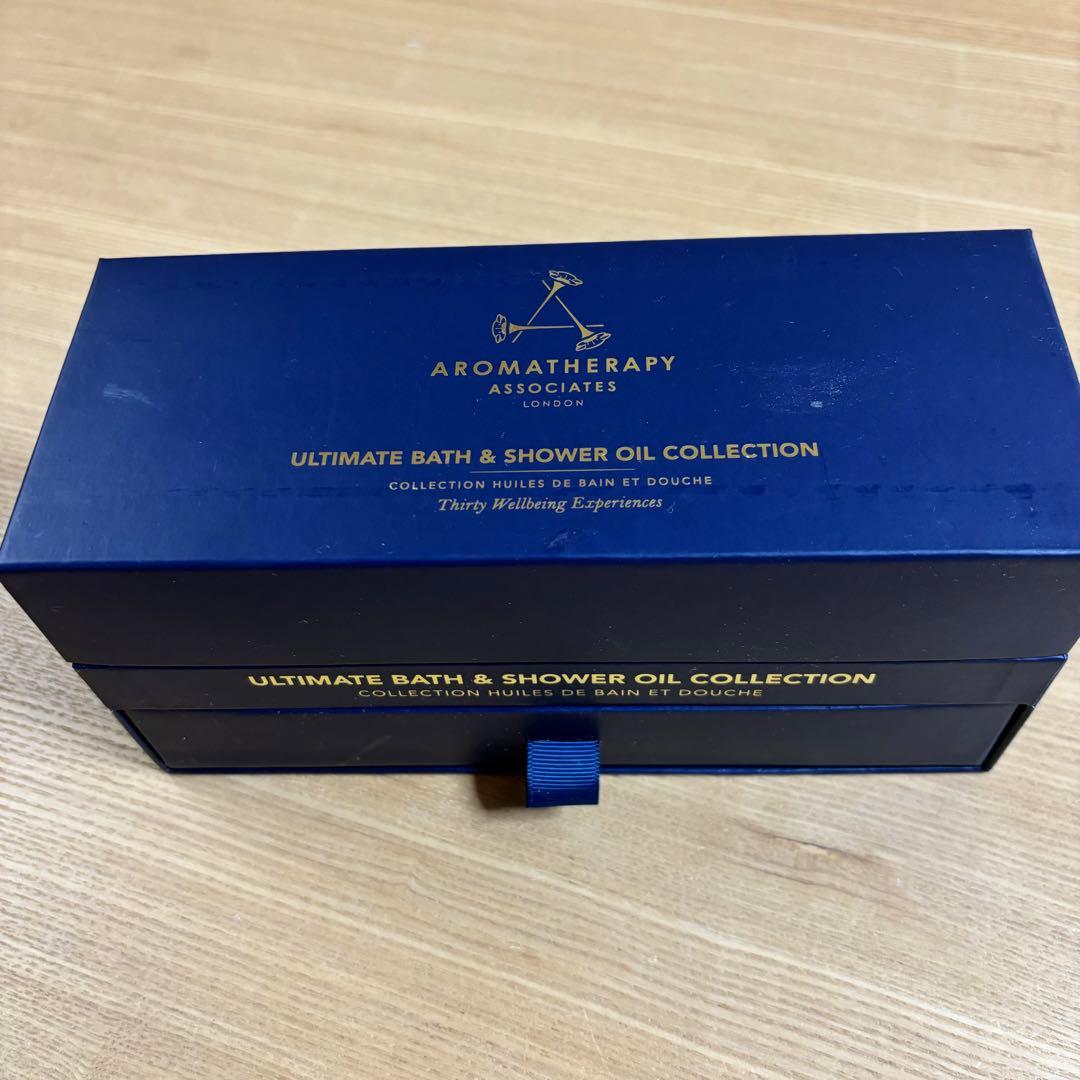 AROMATHERAPY
ASSOCIATES
LONDON
ULTIMATE BATH & SHOWER OIL COLLECTION
COLLECTION HUILES DE BAIN ET DOUCHE
Thirty Wellbeing Experiences
ULTIMATE BATH & SHOWER OIL COLLECTION
COLLECTION HUILES DE BAIN ET DOUCHE